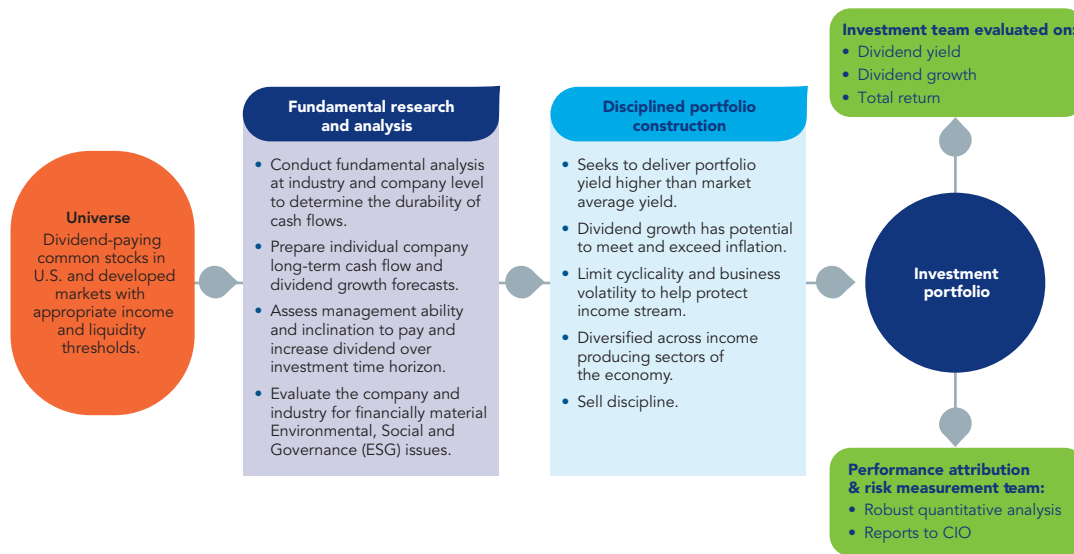 Universe
Dividend-paying
common stocks in
U.S. and developed
markets with
appropriate income
and liquidity
thresholds.
Fundamental research
and analysis
• Conduct fundamental analysis
at industry and company level
to determine the durability of
cash flows.
• Prepare individual company
long-term cash flow and
dividend growth forecasts.
• Assess management ability
and inclination to pay and
increase dividend over
investment time horizon.
• Evaluate the company and
industry for financially material
Environmental, Social and
Governance (ESG) issues.
Disciplined portfolio
construction
• Seeks to deliver portfolio
yield higher than market
average yield.
• Dividend growth has potential
to meet and exceed inflation.
• Limit cyclicality and business
volatility to help protect
income stream.
• Diversified across income
producing sectors of
the economy.
• Sell discipline.
Investment team evaluated on:
• Dividend yield
• Dividend growth
• Total return
Investment
portfolio
Performance attribution
& risk measurement team:
• Robust quantitative analysis
• Reports to CIO